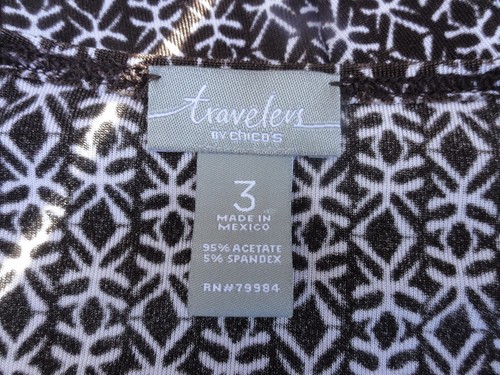 travelers
BY CHICO'S
3
MADE IN
MEXICO
95% ACETATE
5% SPANDEX
RN#79984